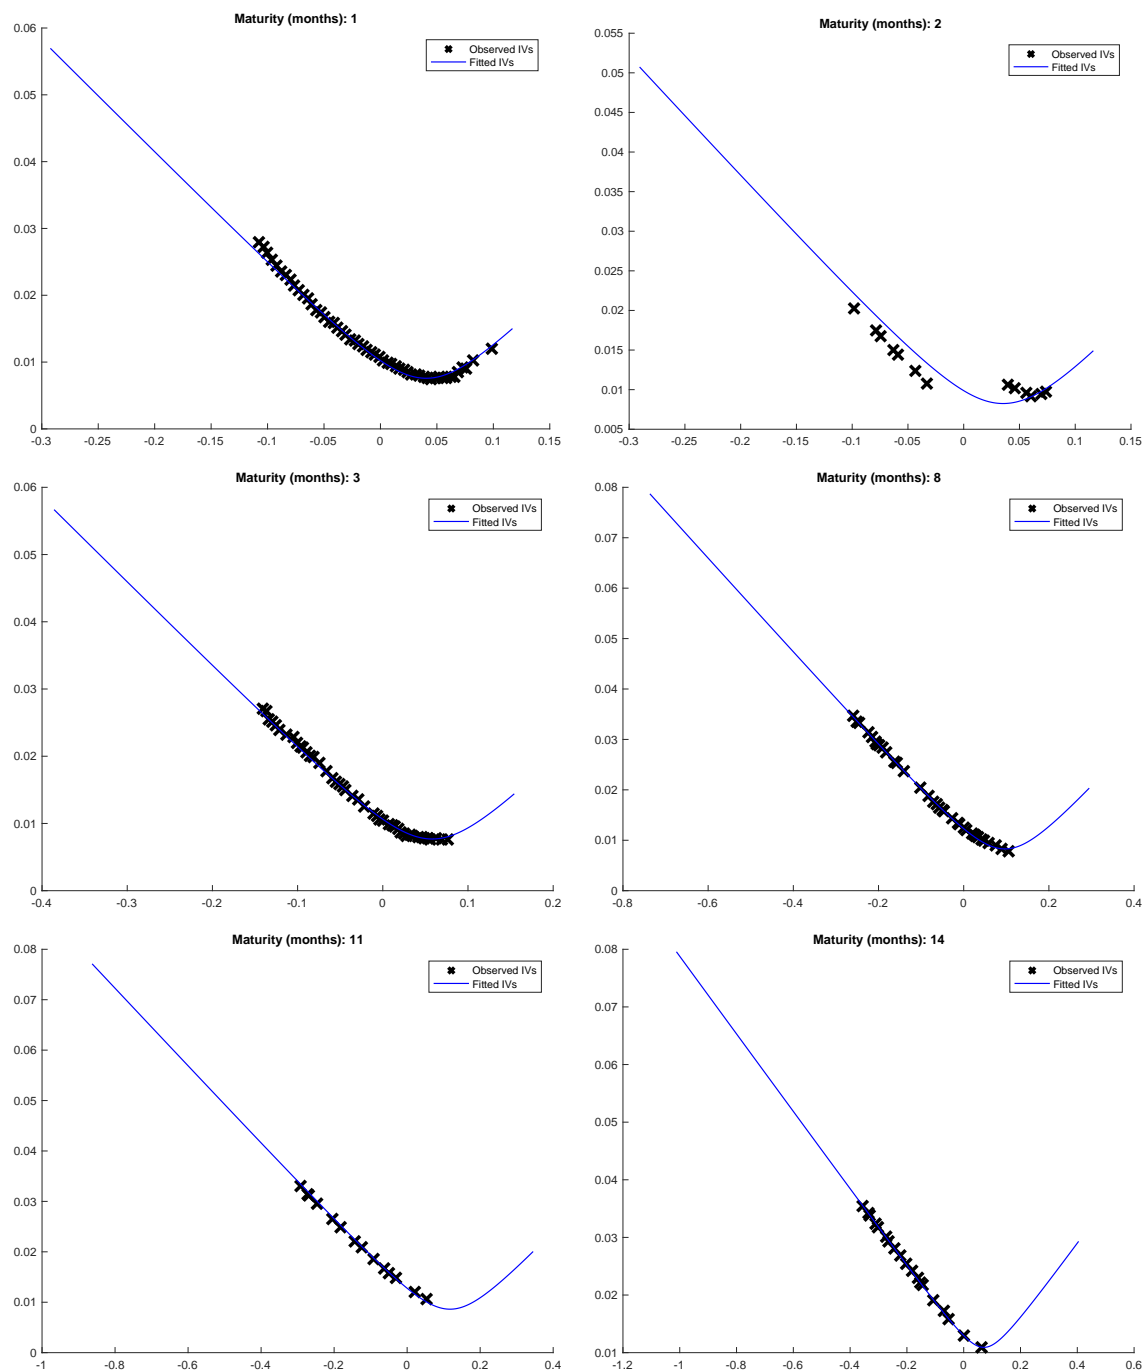 Maturity (months): 1
0.06
0.05
0.04
0.03
0.02
0.01
0
-0.3 -0.25 -0.2 -0.15 -0.1 -0.05 0 0.05 0.1 0.15
Observed IVs
Fitted IVs
Maturity (months): 2
0.055
0.05
0.045
0.04
0.035
0.03
0.025
0.02
0.015
0.01
0.005
-0.3 -0.25 -0.2 -0.15 -0.1 -0.05 0 0.05 0.1 0.15
Observed IVs
Fitted IVs
Maturity (months): 3
0.06
0.05
0.04
0.03
0.02
0.01
0
-0.4 -0.3 -0.2 -0.1 0 0.1 0.2
Observed IVs
Fitted IVs
Maturity (months): 8
0.08
0.07
0.06
0.05
0.04
0.03
0.02
0.01
0
-0.8 -0.6 -0.4 -0.2 0 0.2 0.4
Observed IVs
Fitted IVs
Maturity (months): 11
0.08
0.07
0.06
0.05
0.04
0.03
0.02
0.01
0
-1 -0.8 -0.6 -0.4 -0.2 0 0.2 0.4
Observed IVs
Fitted IVs
Maturity (months): 14
0.08
0.07
0.06
0.05
0.04
0.03
0.02
0.01
-1.2 -1 -0.8 -0.6 -0.4 -0.2 0 0.2 0.4 0.6
Observed IVs
Fitted IVs